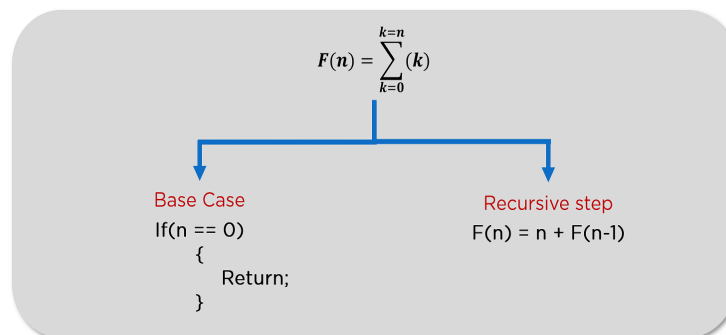 k=n
F(n) = ∑(k)
k=0
Base Case
If(n == 0)
{
Return;
}
Recursive step
F(n) = n + F(n-1)